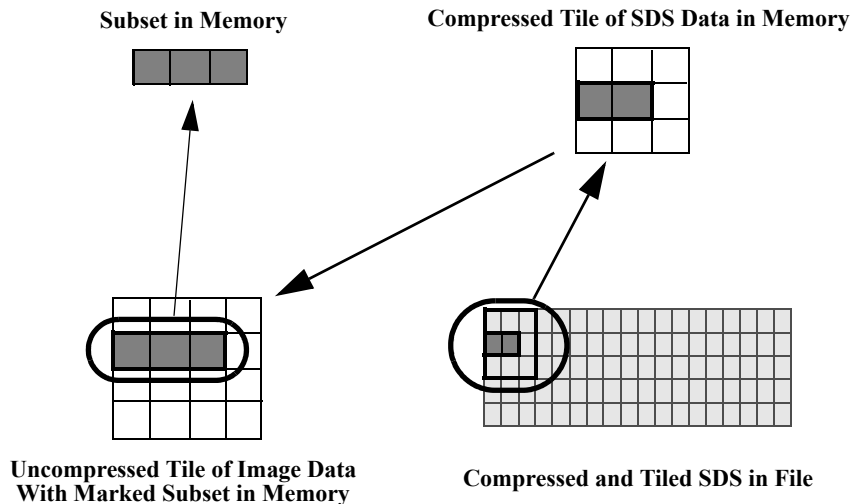 Subset in Memory
Compressed Tile of SDS Data in Memory
Uncompressed Tile of Image Data
With Marked Subset in Memory
Compressed and Tiled SDS in File